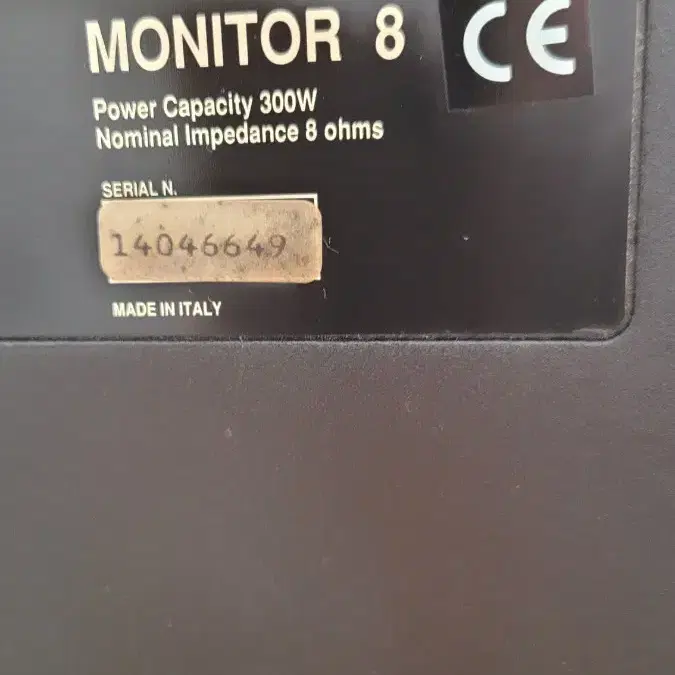 MONITOR 8
CE
Power Capacity 300W
Nominal Impedance 8 ohms
SERIAL N.
14046649
MADE IN ITALY